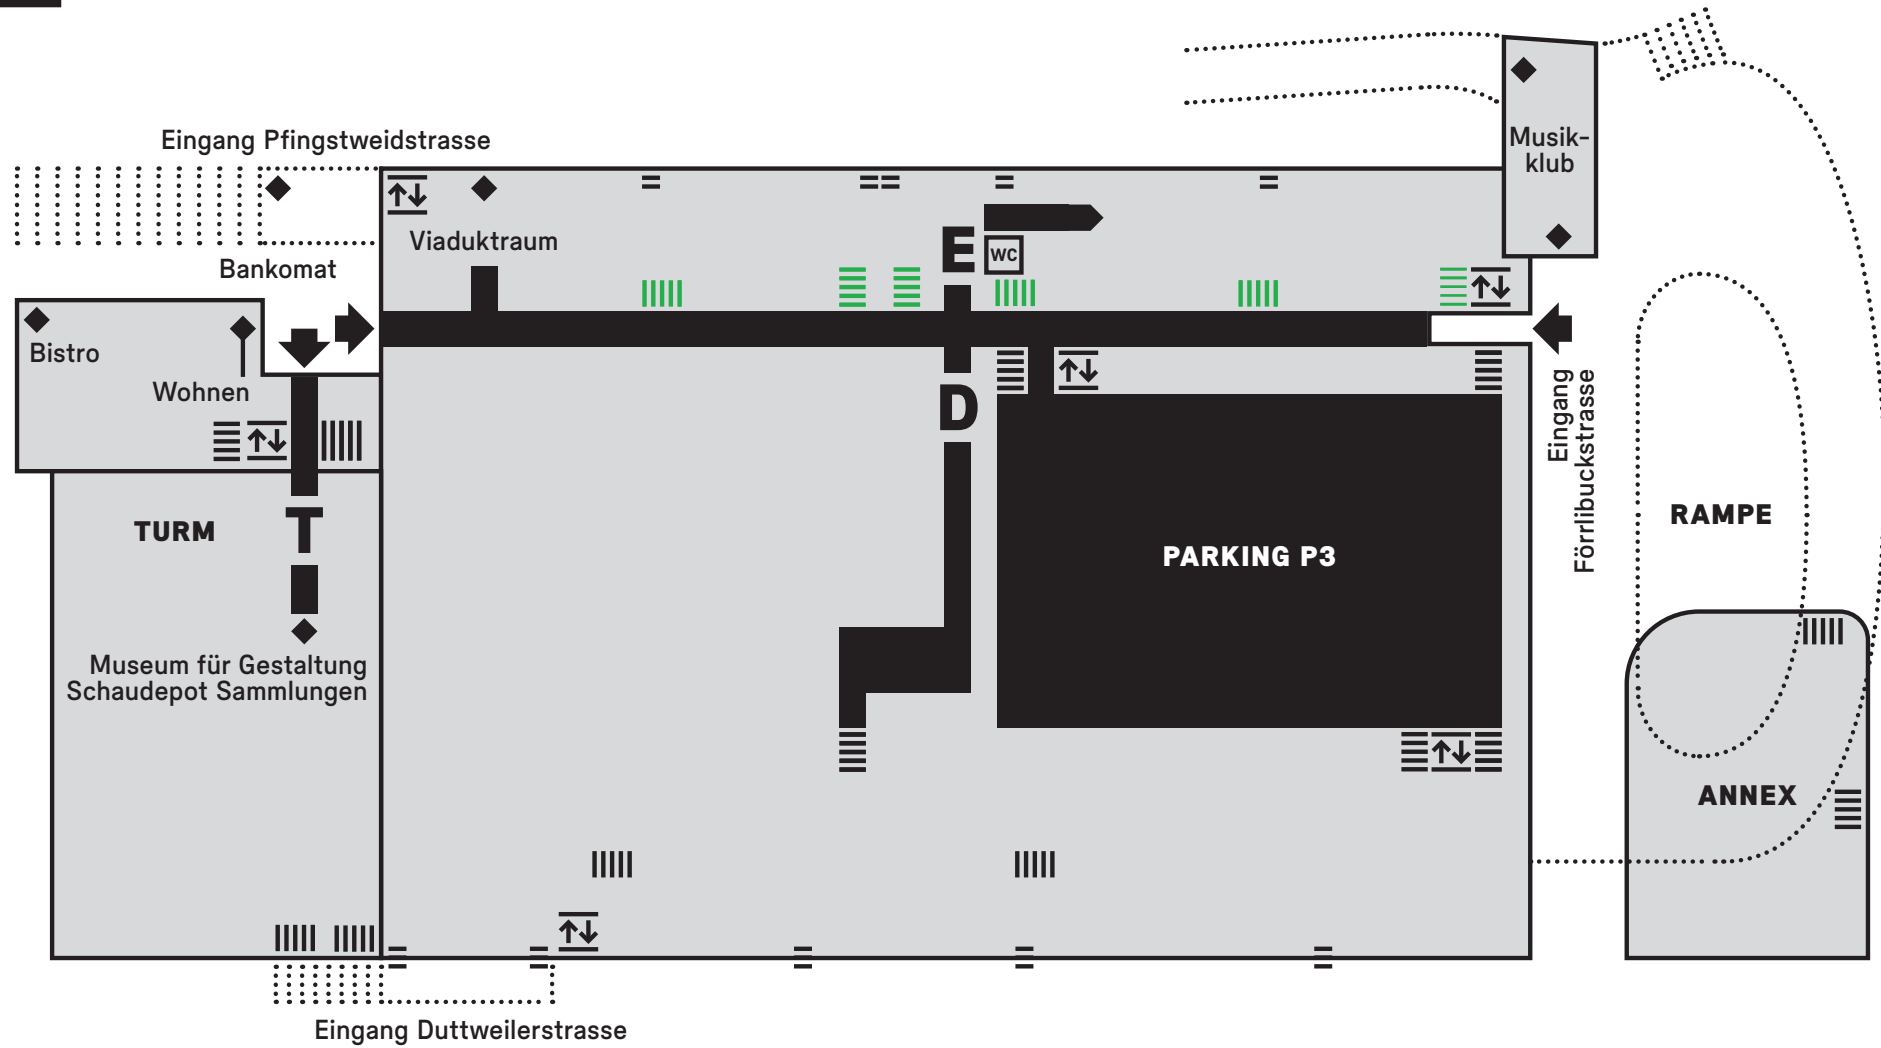 Eingang Pfingstweidstrasse
Musik-
klub
Viaduktraum
E
WC
Bankomat
Bistro
Wohnen
D
Eingang
Förrlibuckstrasse
TURM
T
PARKING P3
RAMPE
Museum für Gestaltung
Schaudepot Sammlungen
ANNEX
Eingang Duttweilerstrasse